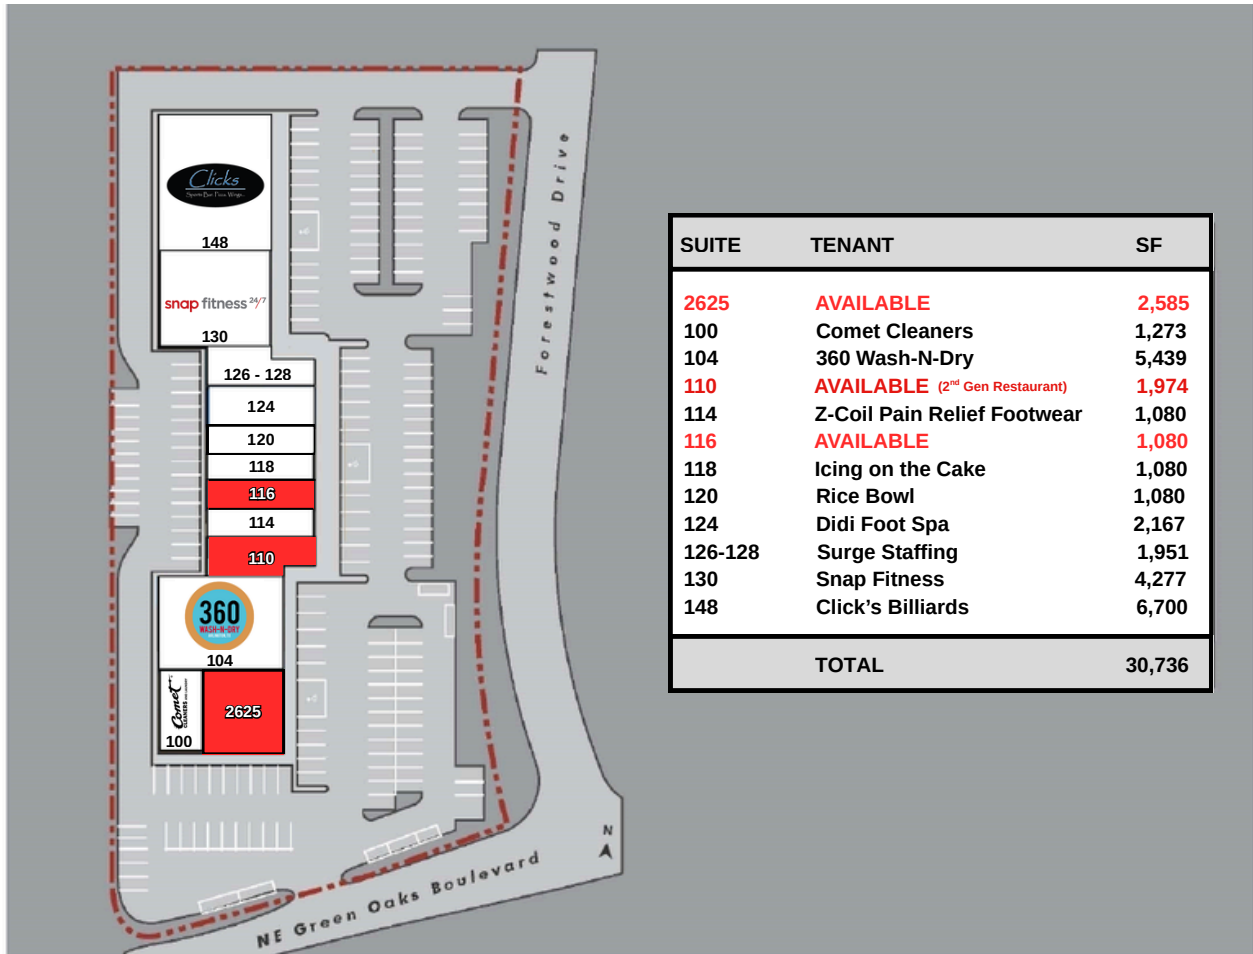 Clicks
148
snap fitness 24/7
130
126 - 128
124
120
118
116
114
110
360
WASH-N-DRY
104
Comet
CLEANERS
100
2625
Forestwood Drive
NE Green Oaks Boulevard
N
SUITE TENANT SF
2625 AVAILABLE 2,585
100 Comet Cleaners 1,273
104 360 Wash-N-Dry 5,439
110 AVAILABLE (2nd Gen Restaurant) 1,974
114 Z-Coil Pain Relief Footwear 1,080
116 AVAILABLE 1,080
118 Icing on the Cake 1,080
120 Rice Bowl 1,080
124 Didi Foot Spa 2,167
126-128 Surge Staffing 1,951
130 Snap Fitness 4,277
148 Click’s Billiards 6,700
TOTAL 30,736